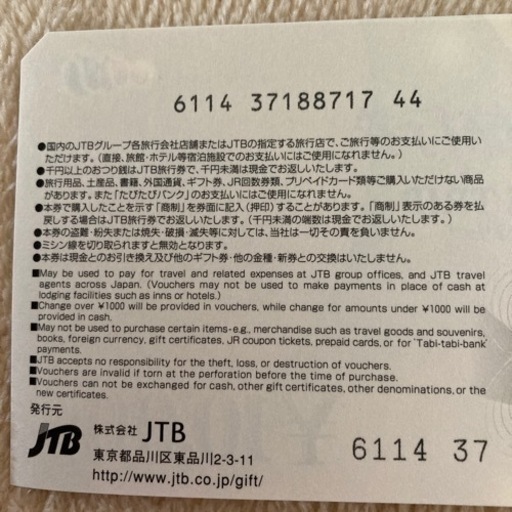 6114 37188717 44
●国内のJTBグループ各旅行会社店舗またはJTBの指定する旅行店で、ご旅行等のお支払いにご使用い
ただけます。(直接、旅館・ホテル等宿泊施設でのお支払いにはご使用になれません。)
●千円以上のおつり銭はJTB旅行券で、千円未満は現金でお返しいたします。
●旅行用品、土産品、書籍、外国通貨、ギフト券、JR回数券類、プリペイドカード類等ご購入いただけない商品
があります。また「たびたびバンク」のお支払いにはご使用になれません。
●本券で購入したことを示す「商制」を券面に記入(押印)することがあります。「商制」表示のある券を払
戻しする場合はJTB旅行券でお返しいたします。(千円未満の端数は現金でお返しいたします。)
●本券の盗難・紛失または焼失・破損・滅失等に対しては、当社は一切その責を負いません。
●ミシン線を切り取られますと無効となります。
●本券は現金とのお引き換え及び他のギフト券・他の金種・新券との交換はいたしません。
■May be used to pay for travel and related expenses at JTB group offices, and JTB travel
agents across Japan. (Vouchers may not be used to make payments in place of cash at
lodging facilities such as inns or hotels.)
■Change over ¥1000 will be provided in vouchers, while change for amounts under ¥1000 will be
provided in cash.
■May not be used to purchase certain items-e.g., merchandise such as travel goods and souvenirs,
books, foreign currency, gift certificates, JR coupon tickets, prepaid cards, or for 'Tabi-tabi-bank'
payments.
■JTB accepts no responsibility for the theft, loss, or destruction of vouchers.
■Vouchers are invalid if torn at the perforation before the time of purchase.
■Vouchers can not be exchanged for cash, other gift certificates, other denominations, or the
new certificates.
発行元
JTB 株式会社 JTB
東京都品川区東品川2-3-11
http://www.jtb.co.jp/gift/
6114 37